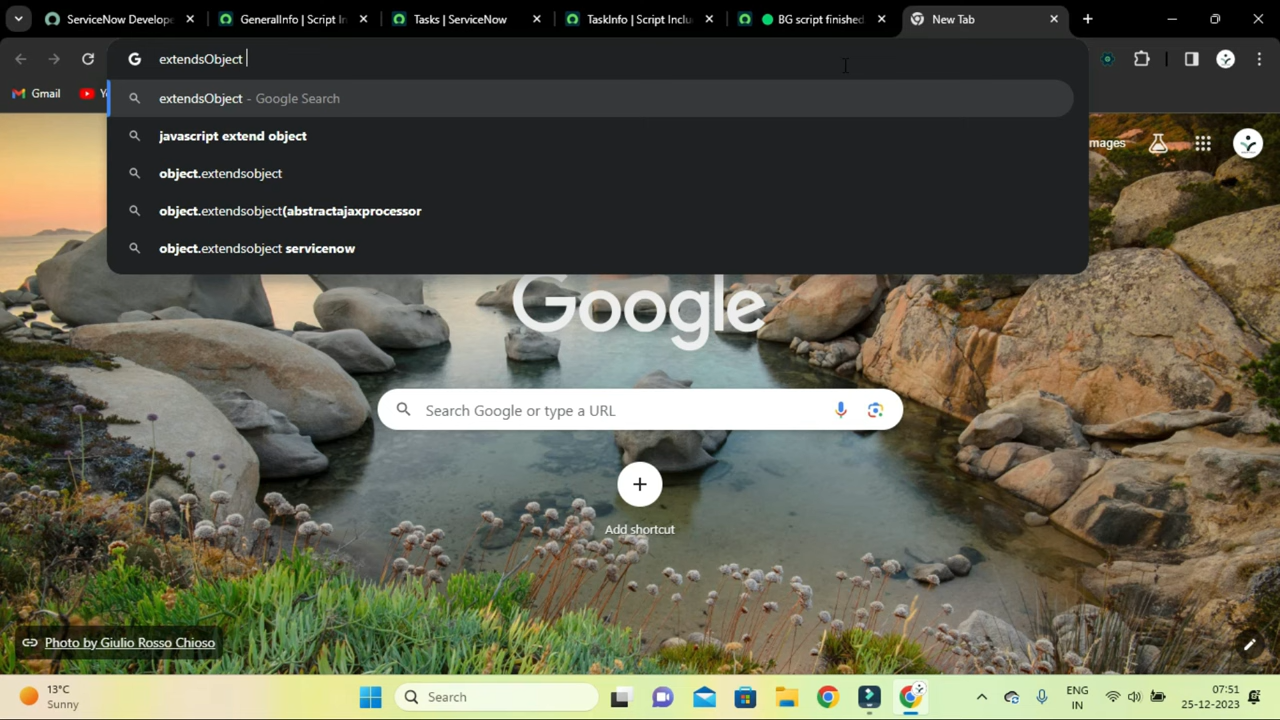 ServiceNow Develope
GeneralInfo | Script In
Tasks | ServiceNow
TaskInfo | Script Inclu
BG script finished
New Tab
extendsObject
Gmail
extendsObject - Google Search
javascript extend object
object.extendsobject
mages
object.extendsobject(abstractajaxprocessor
object.extendsobject servicenow
Google
Search Google or type a URL
Add shortcut
Photo by Giulio Rosso Chioso
13°C
Sunny
Search
ENG
IN
07:51
25-12-2023